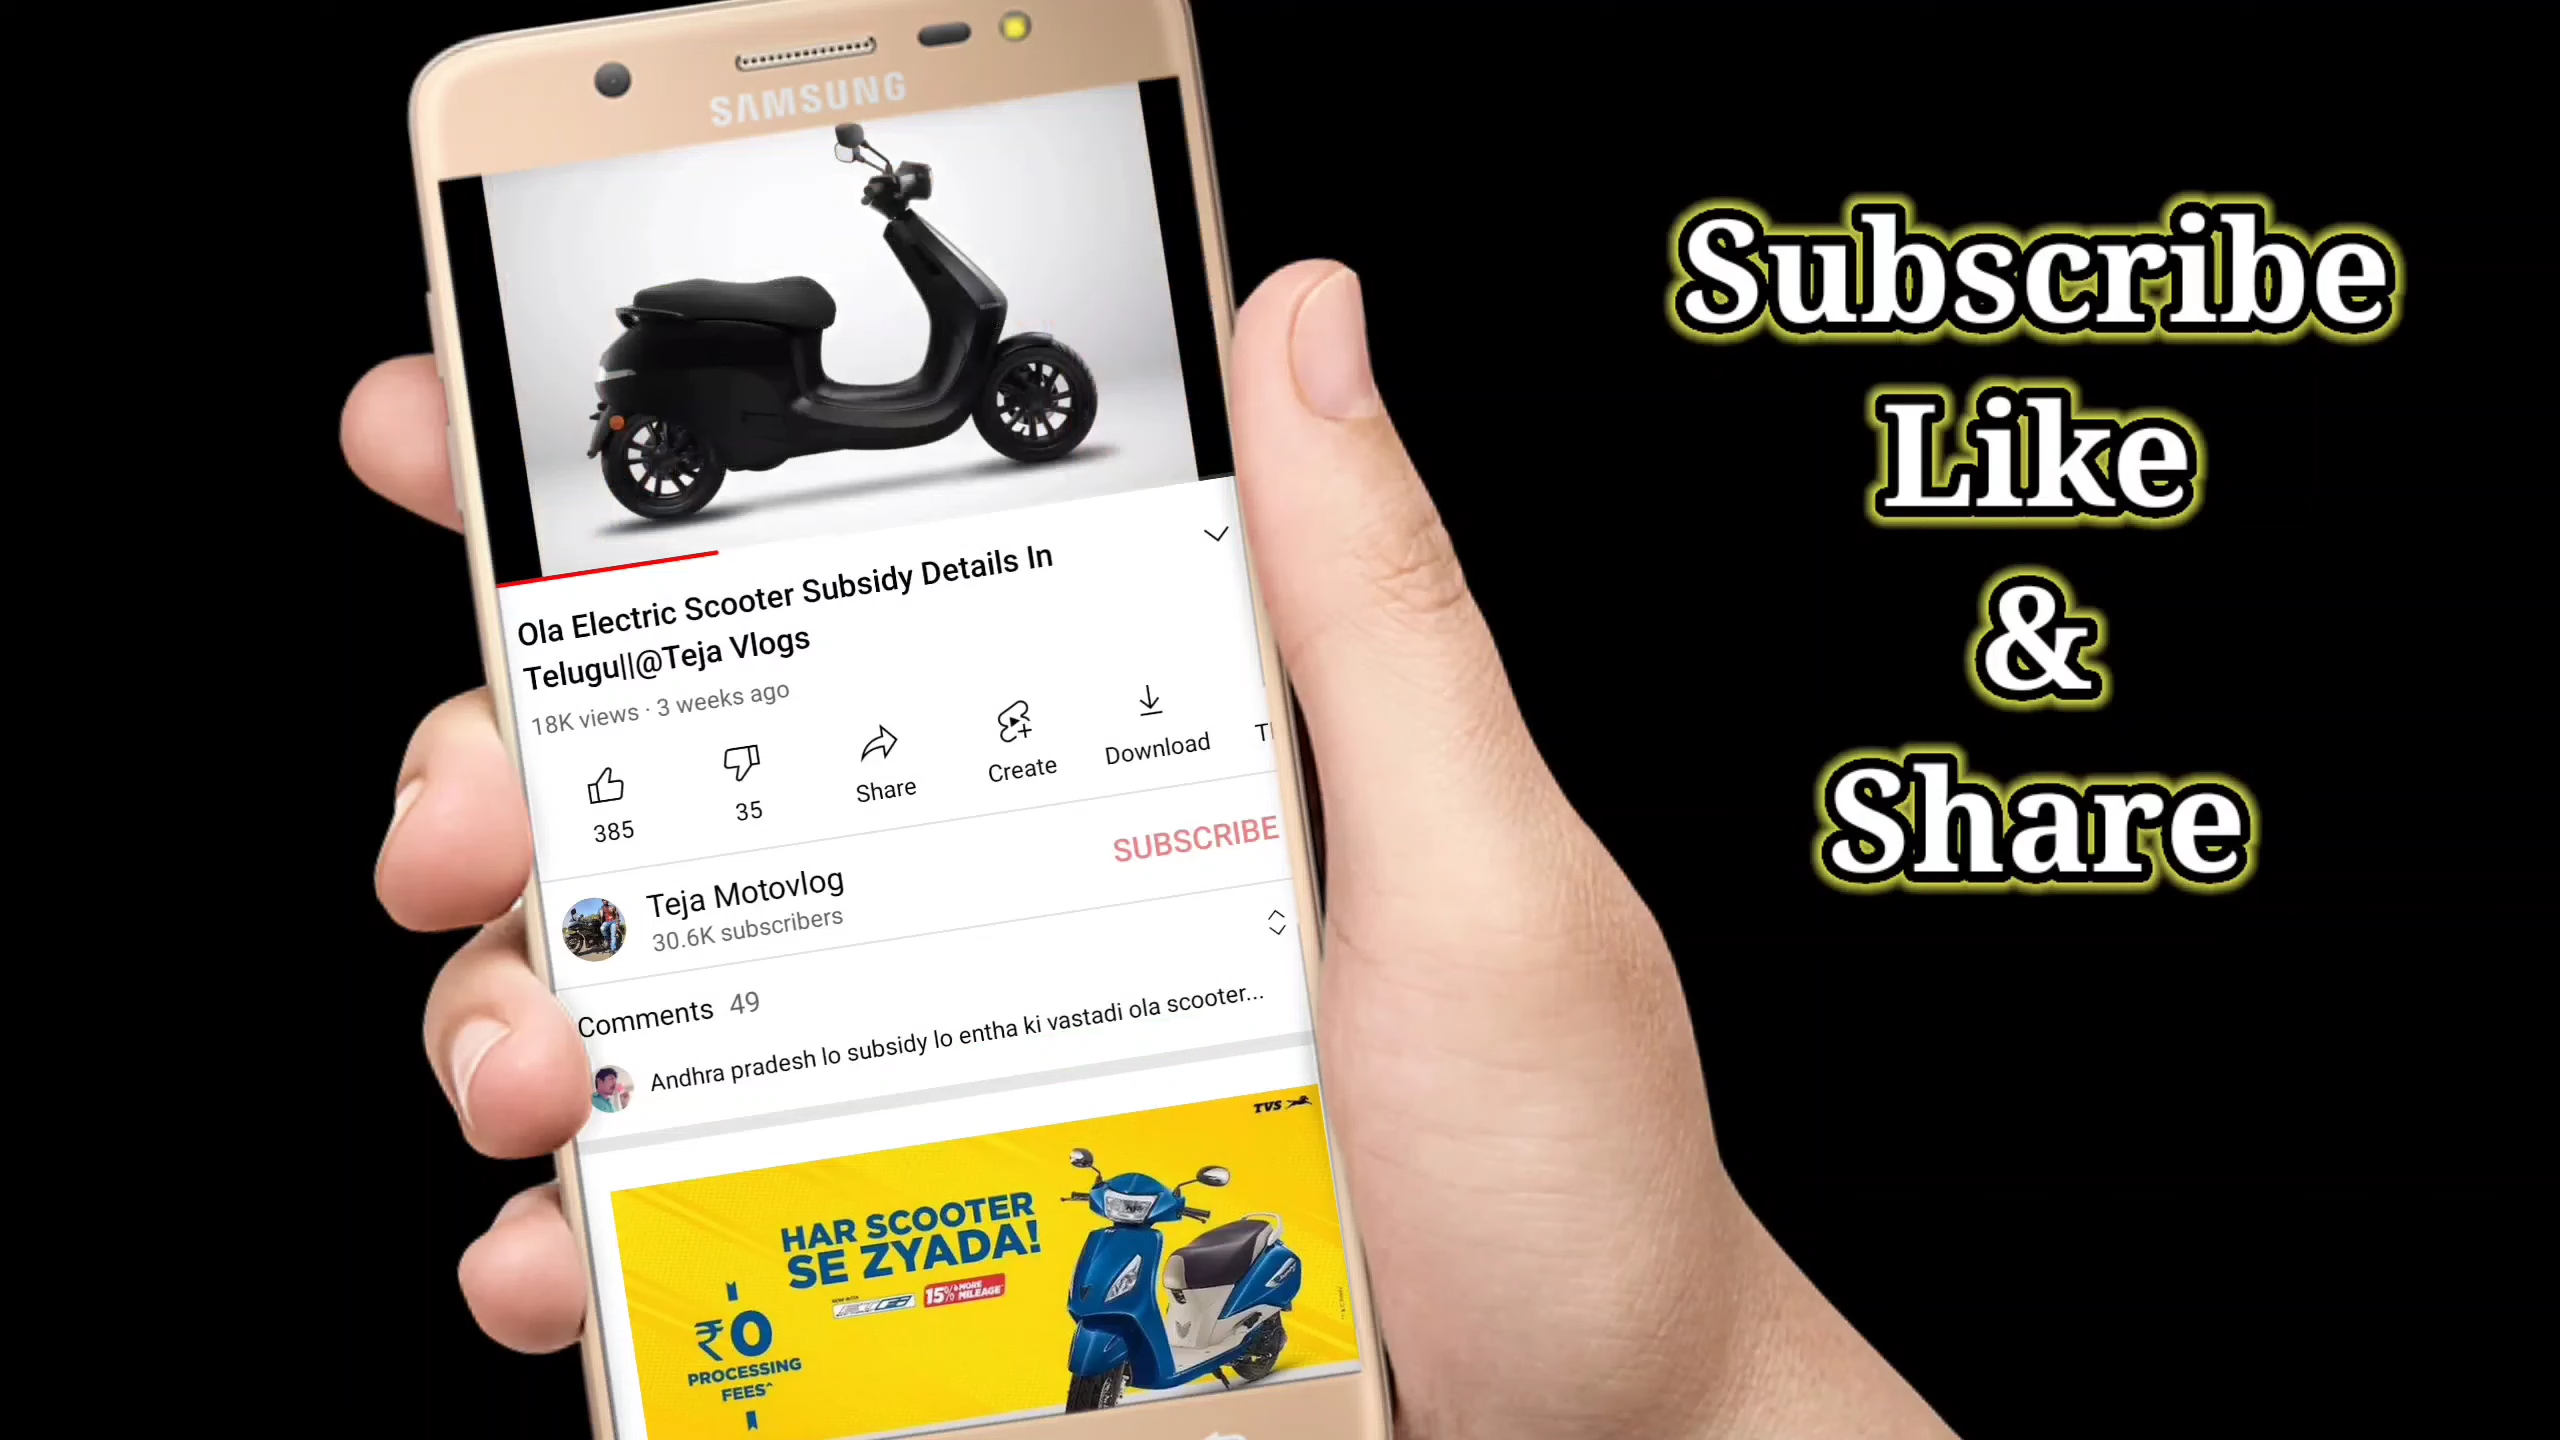 SAMSUNG
Ola Electric Scooter Subsidy Details In
Telugu||@Teja Vlogs
18K views · 3 weeks ago
385
35
Share
Create
Download
SUBSCRIBE
Teja Motovlog
30.6K subscribers
Comments 49
Andhra pradesh lo subsidy lo entha ki vastadi ola scooter...
TVS
HAR SCOOTER
SE ZYADA!
15% MORE
MILEAGE
₹0
PROCESSING
FEES^
Subscribe
Like
&
Share